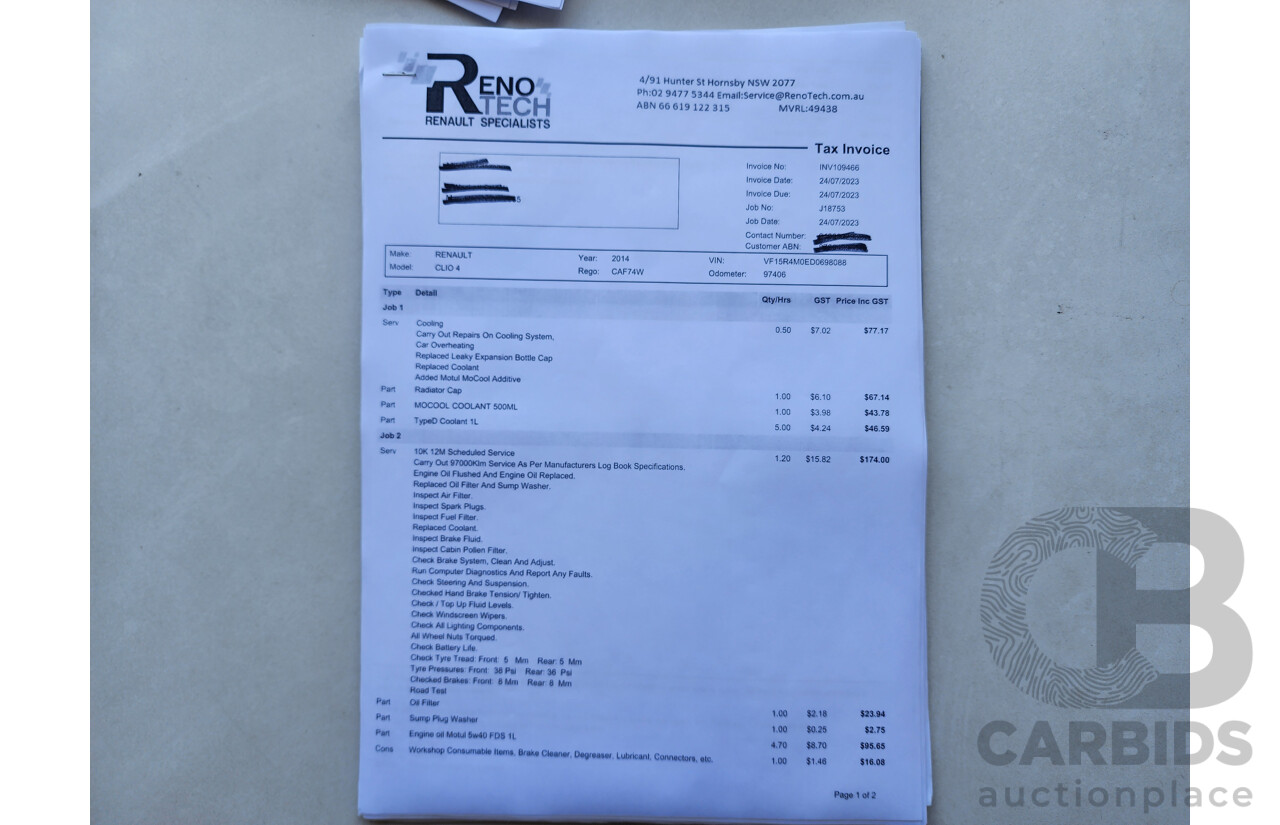 RENO
TECH
RENAULT SPECIALISTS
4/91 Hunter St Hornsby NSW 2077
Ph:02 9477 5344 Email:Service@RenoTech.com.au
ABN 66 619 122 315 MVRL:49438
Tax Invoice
Invoice No: INV109466
Invoice Date: 24/07/2023
Invoice Due: 24/07/2023
Job No: J18753
Job Date: 24/07/2023
Contact Number:
Customer ABN:
Make: RENAULT Year: 2014 VIN: VF15R4M0ED0698088
Model: CLIO 4 Rego: CAF74W Odometer: 97406
Type Detail Qty/Hrs GST Price Inc GST
Job 1
Serv Cooling 0.50 $7.02 $77.17
Carry Out Repairs On Cooling System,
Car Overheating
Replaced Leaky Expansion Bottle Cap
Replaced Coolant
Added Motul MoCool Additive
Part Radiator Cap 1.00 $6.10 $67.14
Part MOCOOL COOLANT 500ML 1.00 $3.98 $43.78
Part TypeD Coolant 1L 5.00 $4.24 $46.59
Job 2
Serv 10K 12M Scheduled Service 1.20 $15.82 $174.00
Carry Out 97000Klm Service As Per Manufacturers Log Book Specifications.
Engine Oil Flushed And Engine Oil Replaced.
Replaced Oil Filter And Sump Washer.
Inspect Air Filter.
Inspect Spark Plugs.
Inspect Fuel Filter.
Replaced Coolant.
Inspect Brake Fluid.
Inspect Cabin Pollen Filter.
Check Brake System, Clean And Adjust.
Run Computer Diagnostics And Report Any Faults.
Check Steering And Suspension.
Checked Hand Brake Tension/ Tighten.
Check / Top Up Fluid Levels.
Check Windscreen Wipers.
Check All Lighting Components.
All Wheel Nuts Torqued.
Check Battery Life.
Check Tyre Tread: Front: 5 Mm Rear: 5 Mm
Tyre Pressures: Front: 36 Psi Rear: 36 Psi
Checked Brakes: Front: 8 Mm Rear: 8 Mm
Road Test
Part Oil Filter 1.00 $2.18 $23.94
Part Sump Plug Washer 1.00 $0.25 $2.75
Part Engine oil Motul 5w40 FDS 1L 4.70 $8.70 $95.65
Cons Workshop Consumable Items, Brake Cleaner, Degreaser, Lubricant, Connectors, etc. 1.00 $1.46 $16.08
Page 1 of 2
CB
CARBIDS
auctionplace